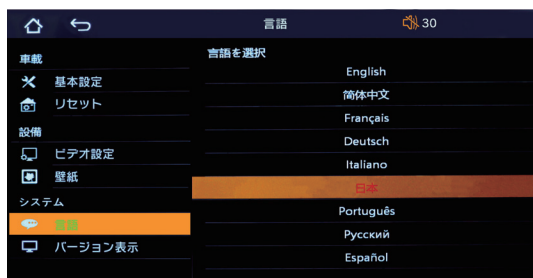 言語 30
車載
基本設定
リセット
設備
ビデオ設定
壁紙
システム
言語
バージョン表示
言語を選択
English
简体中文
Français
Deutsch
Italiano
日本
Português
Русский
Español